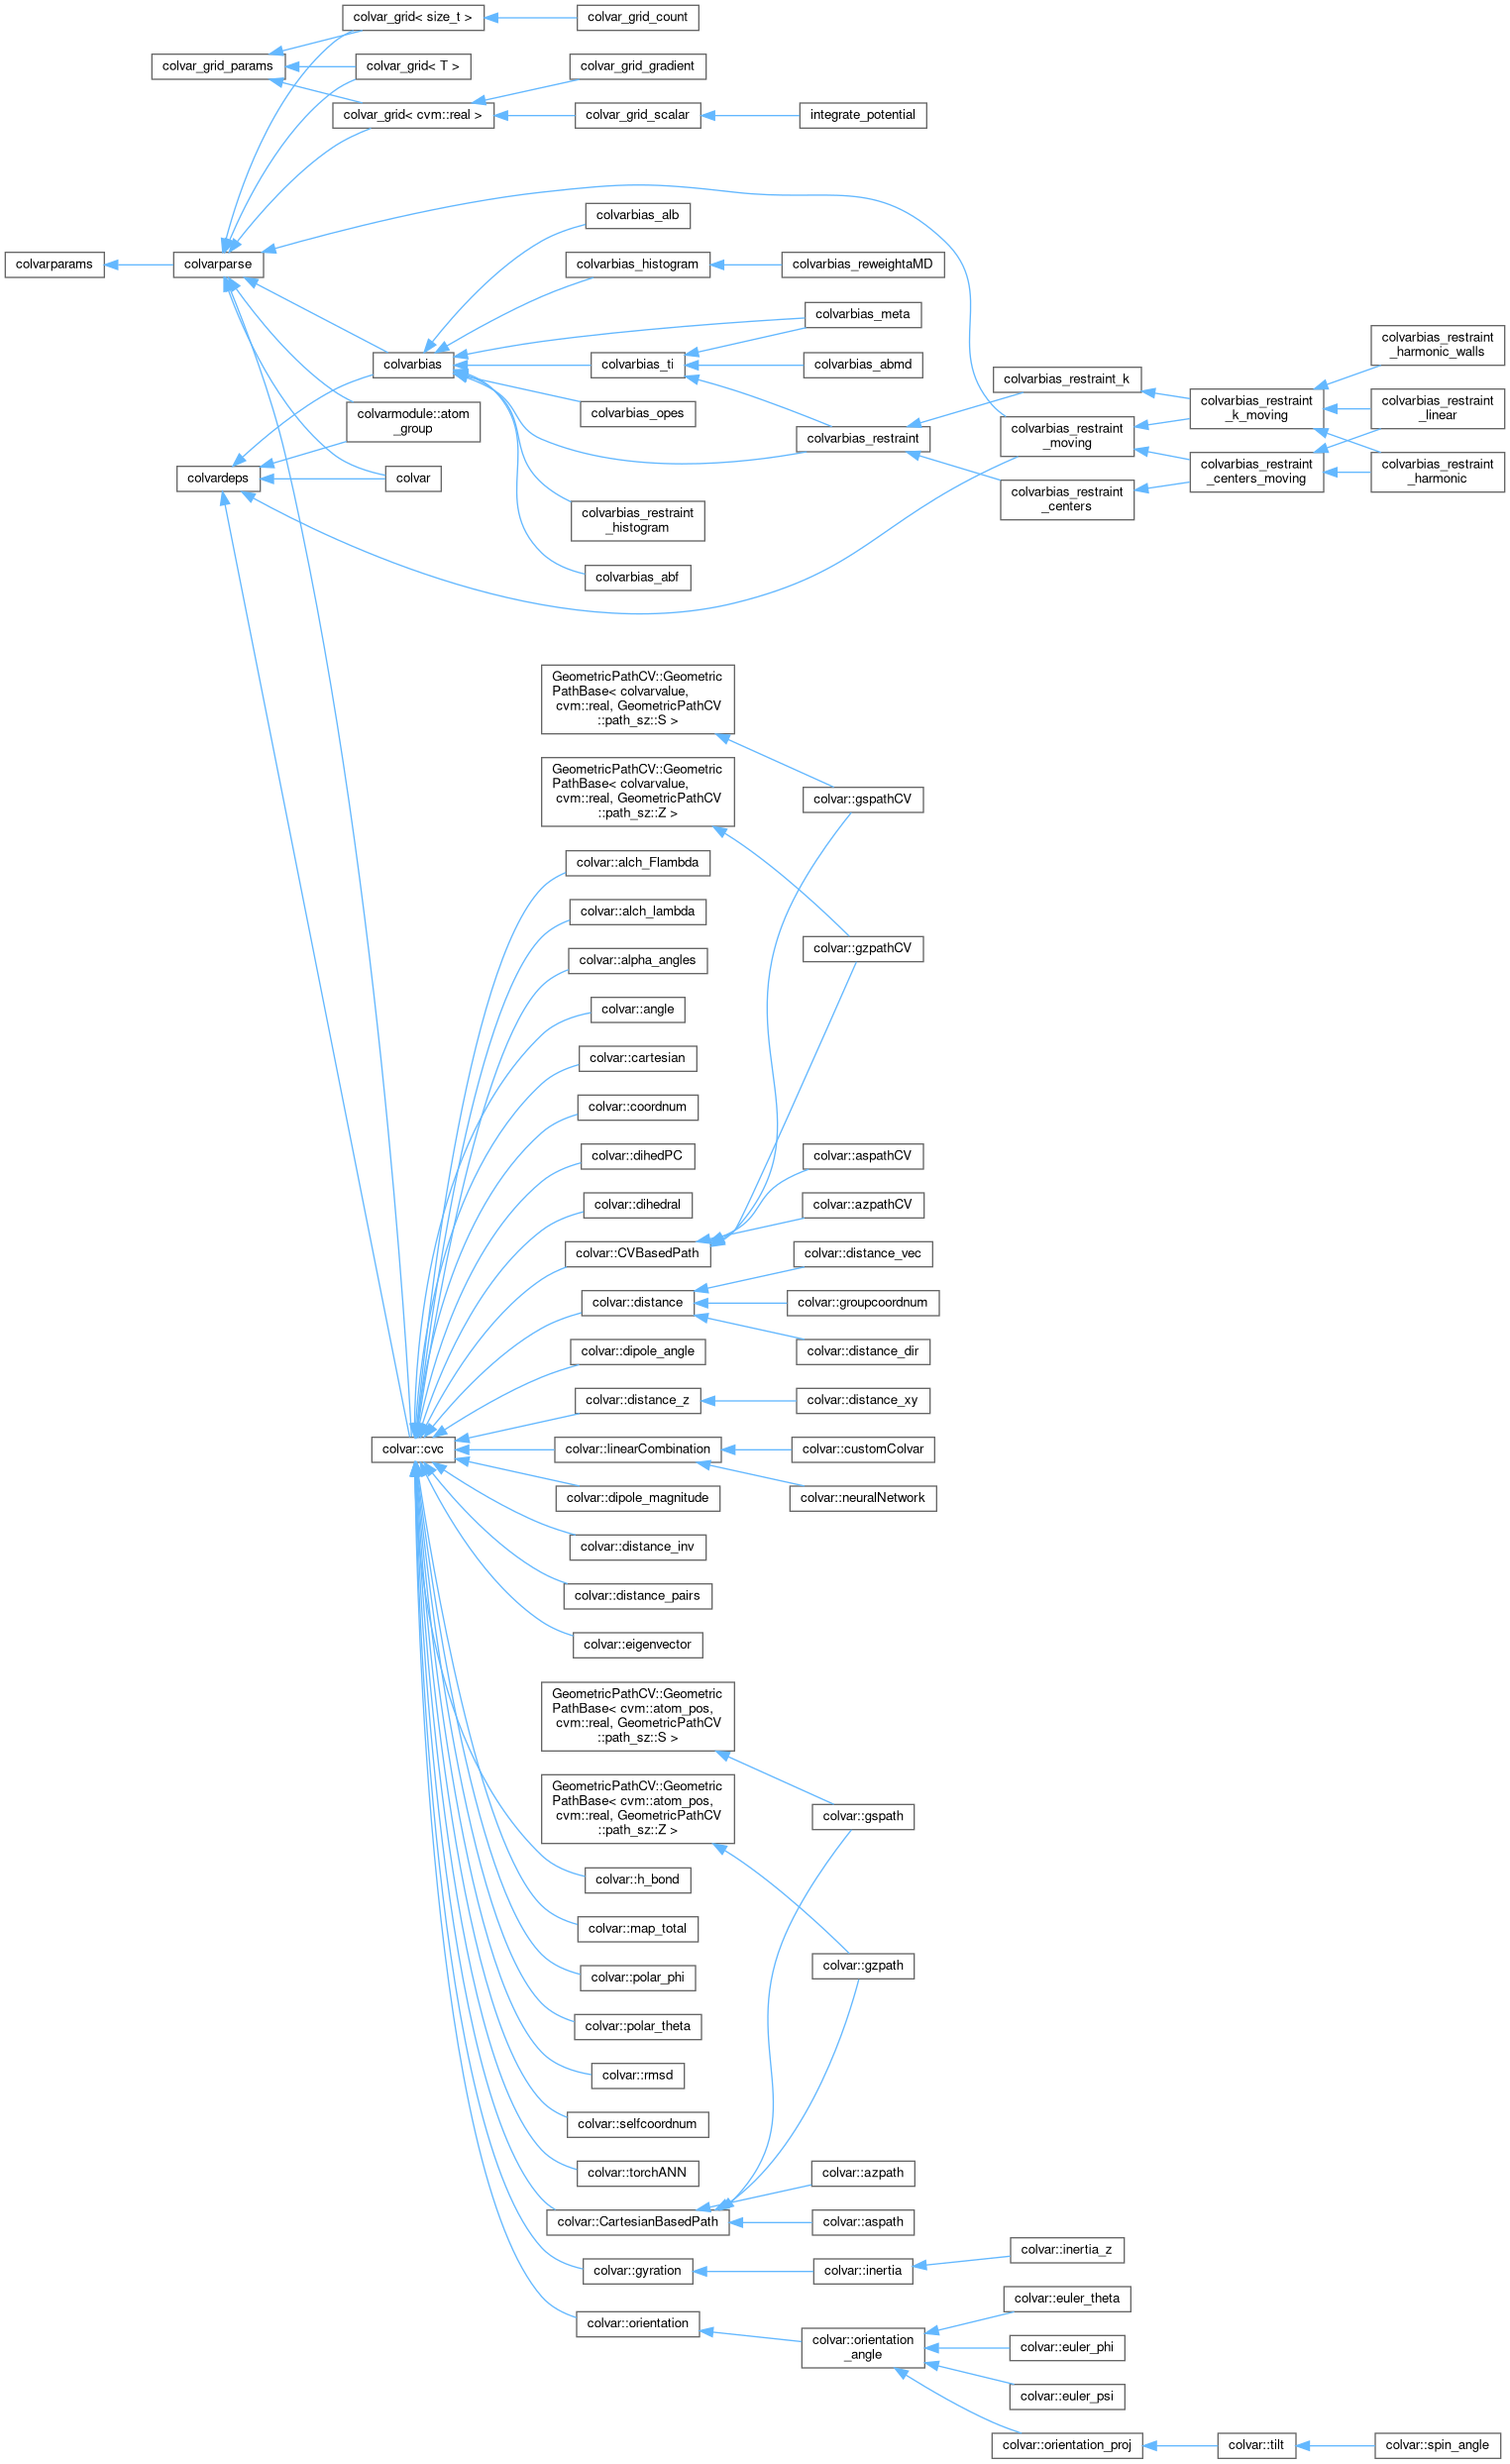 colvar_grid< size_t >
colvar_grid_count
colvar_grid_params
colvar_grid< T >
colvar_grid_gradient
colvar_grid< cvm::real >
colvar_grid_scalar
integrate_potential
colvarbias_alb
colvarparams
colvarparse
colvarbias_histogram
colvarbias_reweightaMD
colvarbias_meta
colvarbias
colvarbias_ti
colvarbias_abmd
colvarbias_restraint
_harmonic_walls
colvarbias_restraint_k
colvarbias_restraint
_k_moving
colvarbias_restraint
_linear
colvarmodule::atom
_group
colvarbias_opes
colvarbias_restraint
colvarbias_restraint
_moving
colvardeps
colvar
colvarbias_restraint
_centers_moving
colvarbias_restraint
_harmonic
colvarbias_restraint
_centers
colvarbias_restraint
_histogram
colvarbias_abf
GeometricPathCV::Geometric
PathBase< colvarvalue,
cvm::real, GeometricPathCV
::path_sz::S >
GeometricPathCV::Geometric
PathBase< colvarvalue,
cvm::real, GeometricPathCV
::path_sz::Z >
colvar::gspathCV
colvar::alch_Flambda
colvar::alch_lambda
colvar::gzpathCV
colvar::alpha_angles
colvar::angle
colvar::cartesian
colvar::coordnum
colvar::dihedPC
colvar::aspathCV
colvar::dihedral
colvar::azpathCV
colvar::CVBasedPath
colvar::distance_vec
colvar::distance
colvar::groupcoordnum
colvar::dipole_angle
colvar::distance_dir
colvar::distance_z
colvar::distance_xy
colvar::cvc
colvar::linearCombination
colvar::customColvar
colvar::dipole_magnitude
colvar::neuralNetwork
colvar::distance_inv
colvar::distance_pairs
colvar::eigenvector
GeometricPathCV::Geometric
PathBase< cvm::atom_pos,
cvm::real, GeometricPathCV
::path_sz::S >
GeometricPathCV::Geometric
PathBase< cvm::atom_pos,
cvm::real, GeometricPathCV
::path_sz::Z >
colvar::gspath
colvar::h_bond
colvar::map_total
colvar::gzpath
colvar::polar_phi
colvar::polar_theta
colvar::rmsd
colvar::selfcoordnum
colvar::torchANN
colvar::azpath
colvar::CartesianBasedPath
colvar::aspath
colvar::inertia_z
colvar::gyration
colvar::inertia
colvar::euler_theta
colvar::orientation
colvar::orientation
_angle
colvar::euler_phi
colvar::euler_psi
colvar::orientation_proj
colvar::tilt
colvar::spin_angle